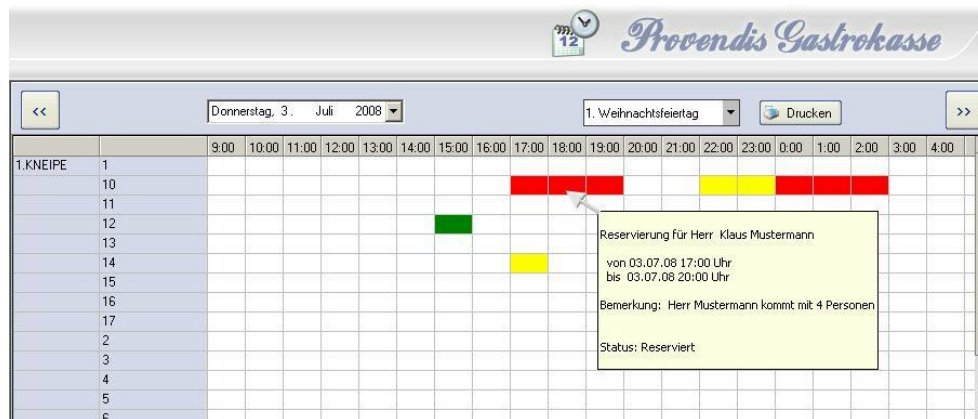 12
Provendis Gastrokasse
<<
Donnerstag, 3. Juli 2008
1. Weihnachtsfeiertag
Drucken
>>
9:00 10:00 11:00 12:00 13:00 14:00 15:00 16:00 17:00 18:00 19:00 20:00 21:00 22:00 23:00 0:00 1:00 2:00 3:00 4:00
1.KNEIPE 1
10
11
12
13
14
15
16
17
2
3
4
5
6
Reservierung für Herr Klaus Mustermann
von 03.07.08 17:00 Uhr
bis 03.07.08 20:00 Uhr
Bemerkung: Herr Mustermann kommt mit 4 Personen
Status: Reserviert